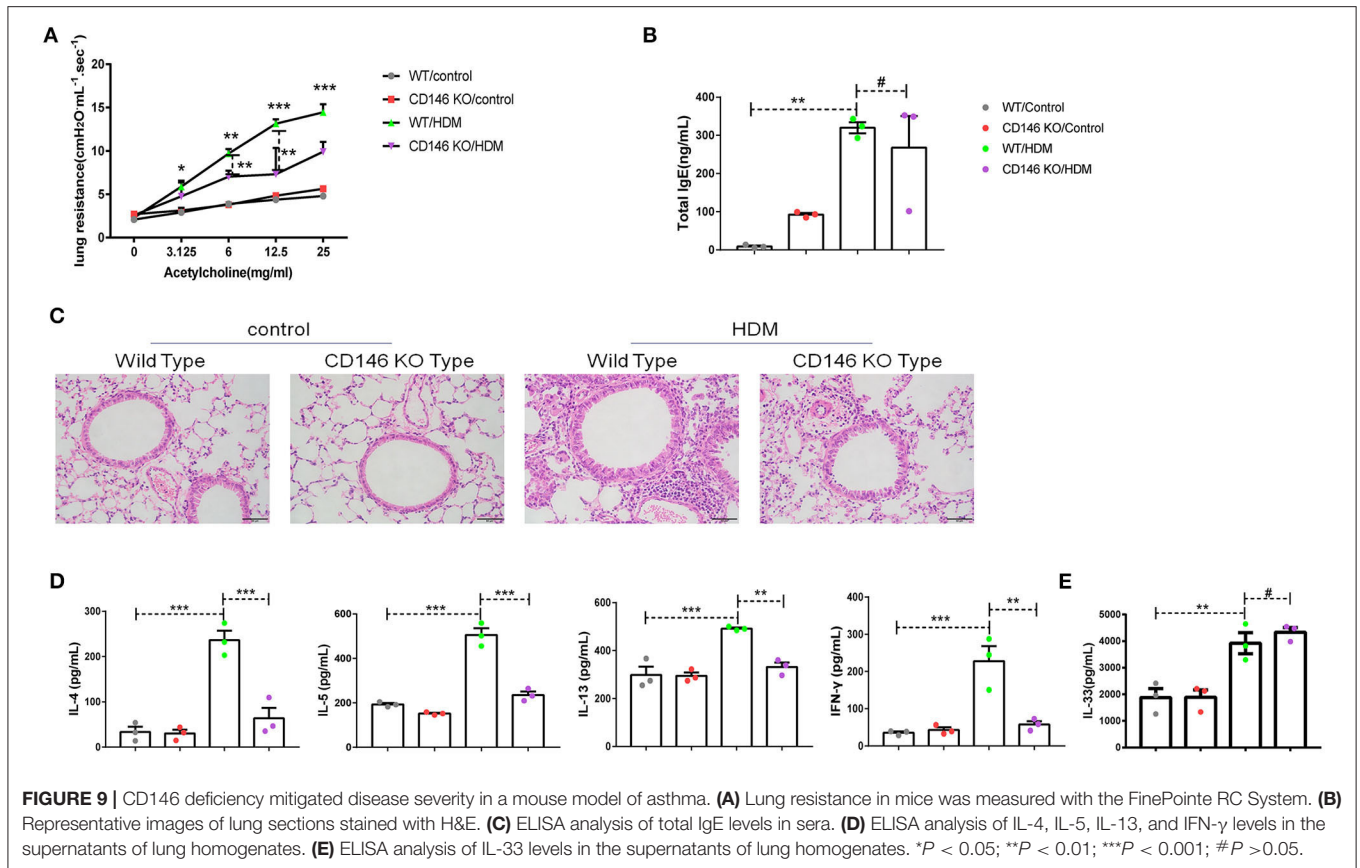 A
lung resistance(cmH2O·mL⁻¹.sec⁻¹)
20
15
10
5
0
0 3.125 6 12.5 25
Acetylcholine(mg/ml)
* ** *** ***
** **
WT/control
CD146 KO/control
WT/HDM
CD146 KO/HDM
B
Total IgE(ng/mL)
400
300
200
100
0
** #
WT/Control
CD146 KO/Control
WT/HDM
CD146 KO/HDM
C
control HDM
Wild Type CD146 KO Type Wild Type CD146 KO Type
D
IL-4 (pg/mL)
300
200
100
0
*** ***
IL-5 (pg/mL)
600
400
200
0
*** ***
IL-13 (pg/mL)
600
300
0
*** **
IFN-γ (pg/mL)
400
300
200
100
0
*** **
E
IL-33(pg/mL)
5000
4000
3000
2000
1000
0
** #
FIGURE 9 | CD146 deficiency mitigated disease severity in a mouse model of asthma. (A) Lung resistance in mice was measured with the FinePointe RC System. (B)
Representative images of lung sections stained with H&E. (C) ELISA analysis of total IgE levels in sera. (D) ELISA analysis of IL-4, IL-5, IL-13, and IFN-γ levels in the
supernatants of lung homogenates. (E) ELISA analysis of IL-33 levels in the supernatants of lung homogenates. *P < 0.05; **P < 0.01; ***P < 0.001; #P >0.05.